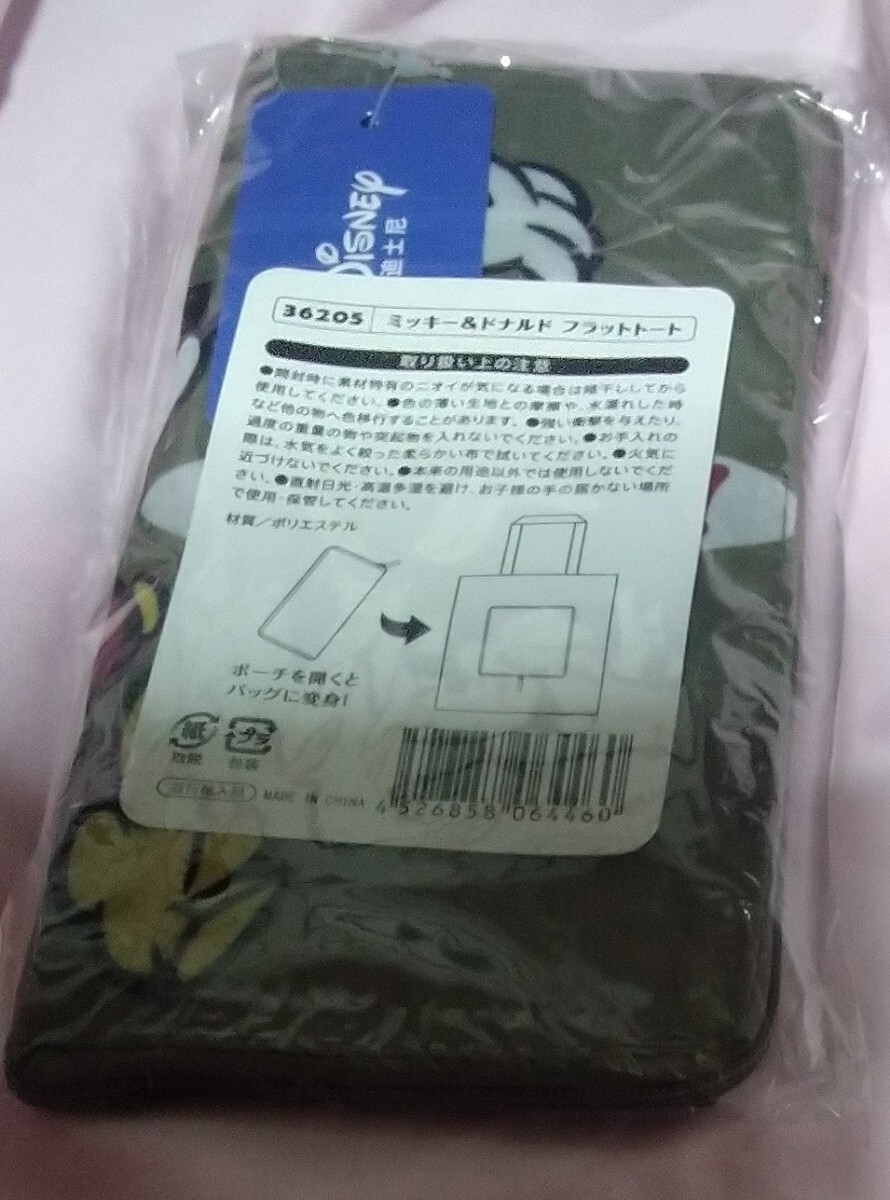 Disney
迪士尼
36205 ミッキー&ドナルド フラットトート
取り扱い上の注意
●開封時に素材特有のニオイが気になる場合は陰干ししてから
使用してください。●色の薄い生地との摩擦や、水濡れした時
など他の物へ色移行することがあります。●強い衝撃を与えたり、
過度の重量の物や突起物を入れないでください。●お手入れの
際は、水気をよく絞った柔らかい布で拭いてください。●火気に
近づけないでください。●本来の用途以外では使用しないでくだ
さい。●直射日光・高温多湿を避け、お子様の手の届かない場所
で使用・保管してください。
材質/ポリエステル
ポーチを開くと
バッグに変身!
紙 プラ
取説 包装
並行輸入品 MADE IN CHINA
4 526858 064460